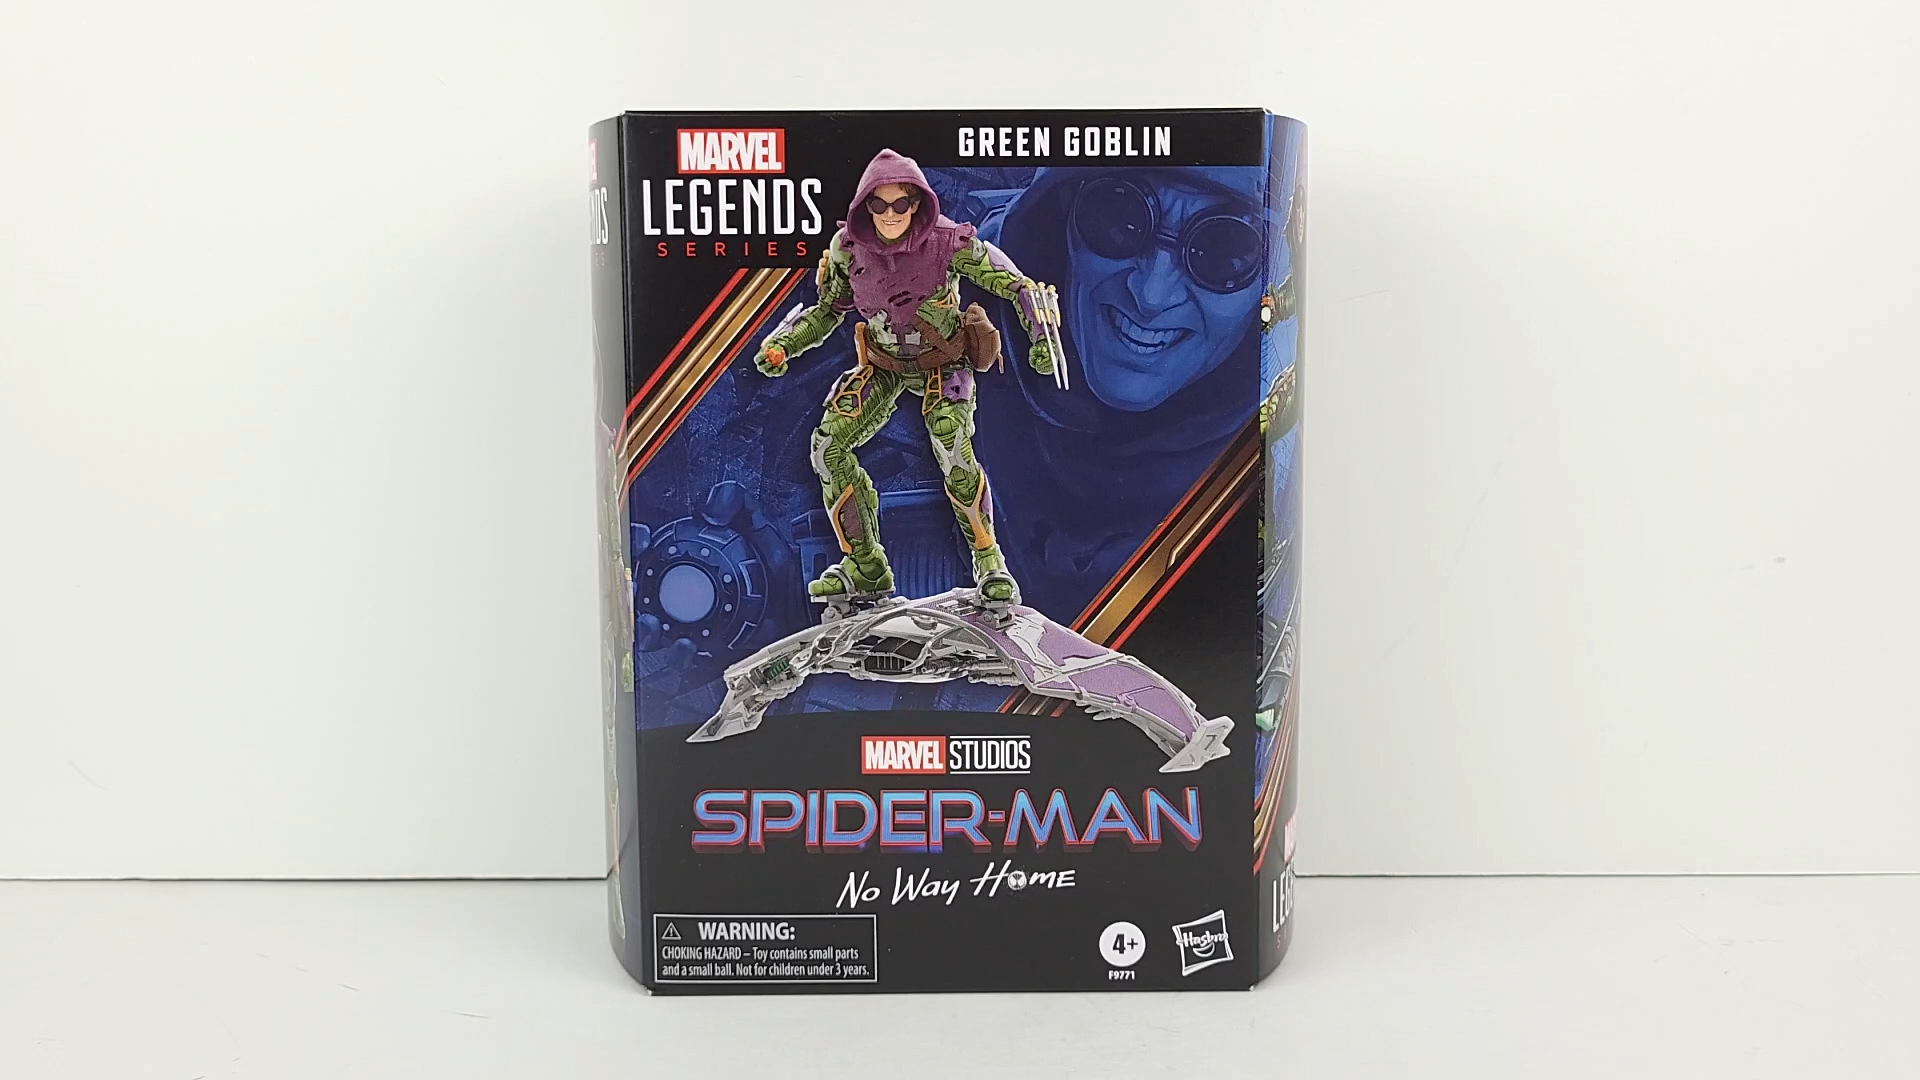 MARVEL
LEGENDS
SERIES
GREEN GOBLIN
MARVEL STUDIOS
SPIDER-MAN
No Way Home
WARNING:
CHOKING HAZARD – Toy contains small parts
and a small ball. Not for children under 3 years.
4+
F9771
Hasbro